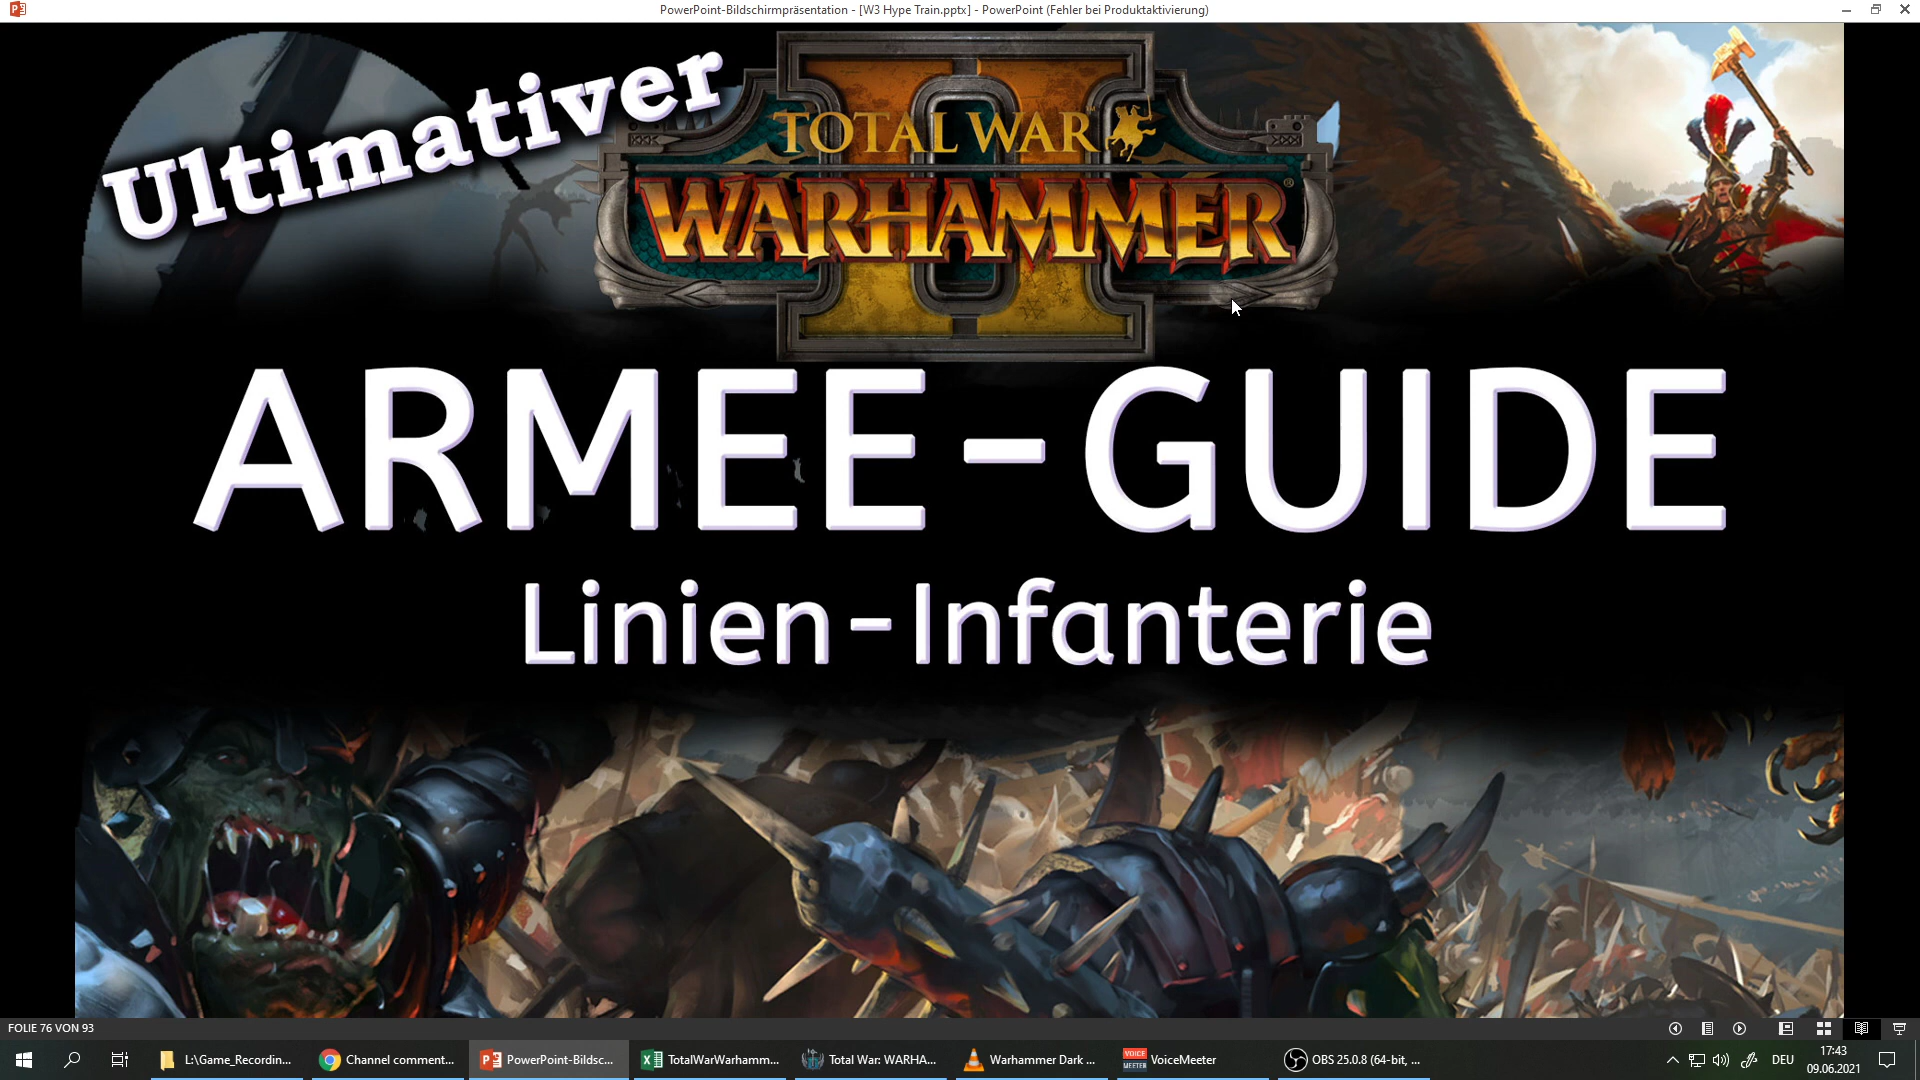 PowerPoint-Bildschirmpräsentation - [W3 Hype Train.pptx] - PowerPoint (Fehler bei Produktaktivierung)
Ultimativer
TOTAL WAR
WARHAMMER
II
ARMEE-GUIDE
Linien-Infanterie
FOLIE 76 VON 93
L:\Game_Recordin...
Channel comment...
PowerPoint-Bildsc...
TotalWarWarhamm...
Total War: WARHA...
Warhammer Dark ...
VOICE MEETER
VoiceMeeter
OBS 25.0.8 (64-bit, ...
DEU
17:43
09.06.2021